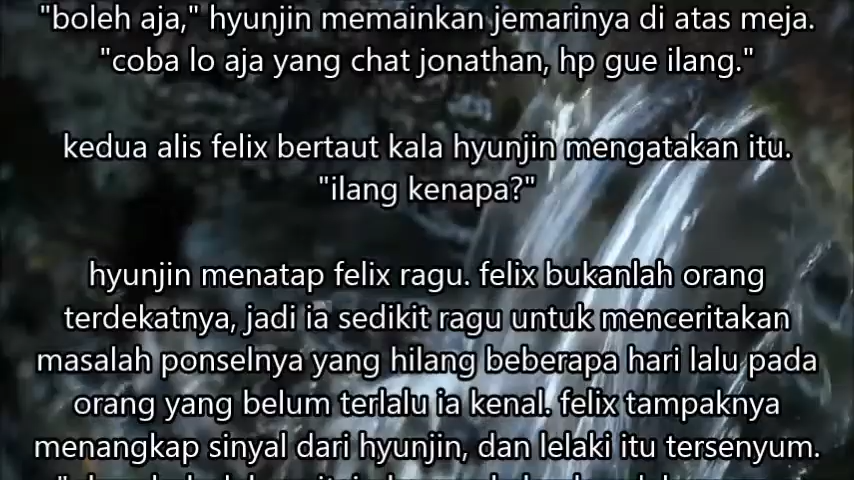 "boleh aja," hyunjin memainkan jemarinya di atas meja.
"coba lo aja yang chat jonathan, hp gue ilang."
kedua alis felix bertaut kala hyunjin mengatakan itu.
"ilang kenapa?"
hyunjin menatap felix ragu. felix bukanlah orang
terdekatnya, jadi ia sedikit ragu untuk menceritakan
masalah ponselnya yang hilang beberapa hari lalu pada
orang yang belum terlalu ia kenal. felix tampaknya
menangkap sinyal dari hyunjin, dan lelaki itu tersenyum.